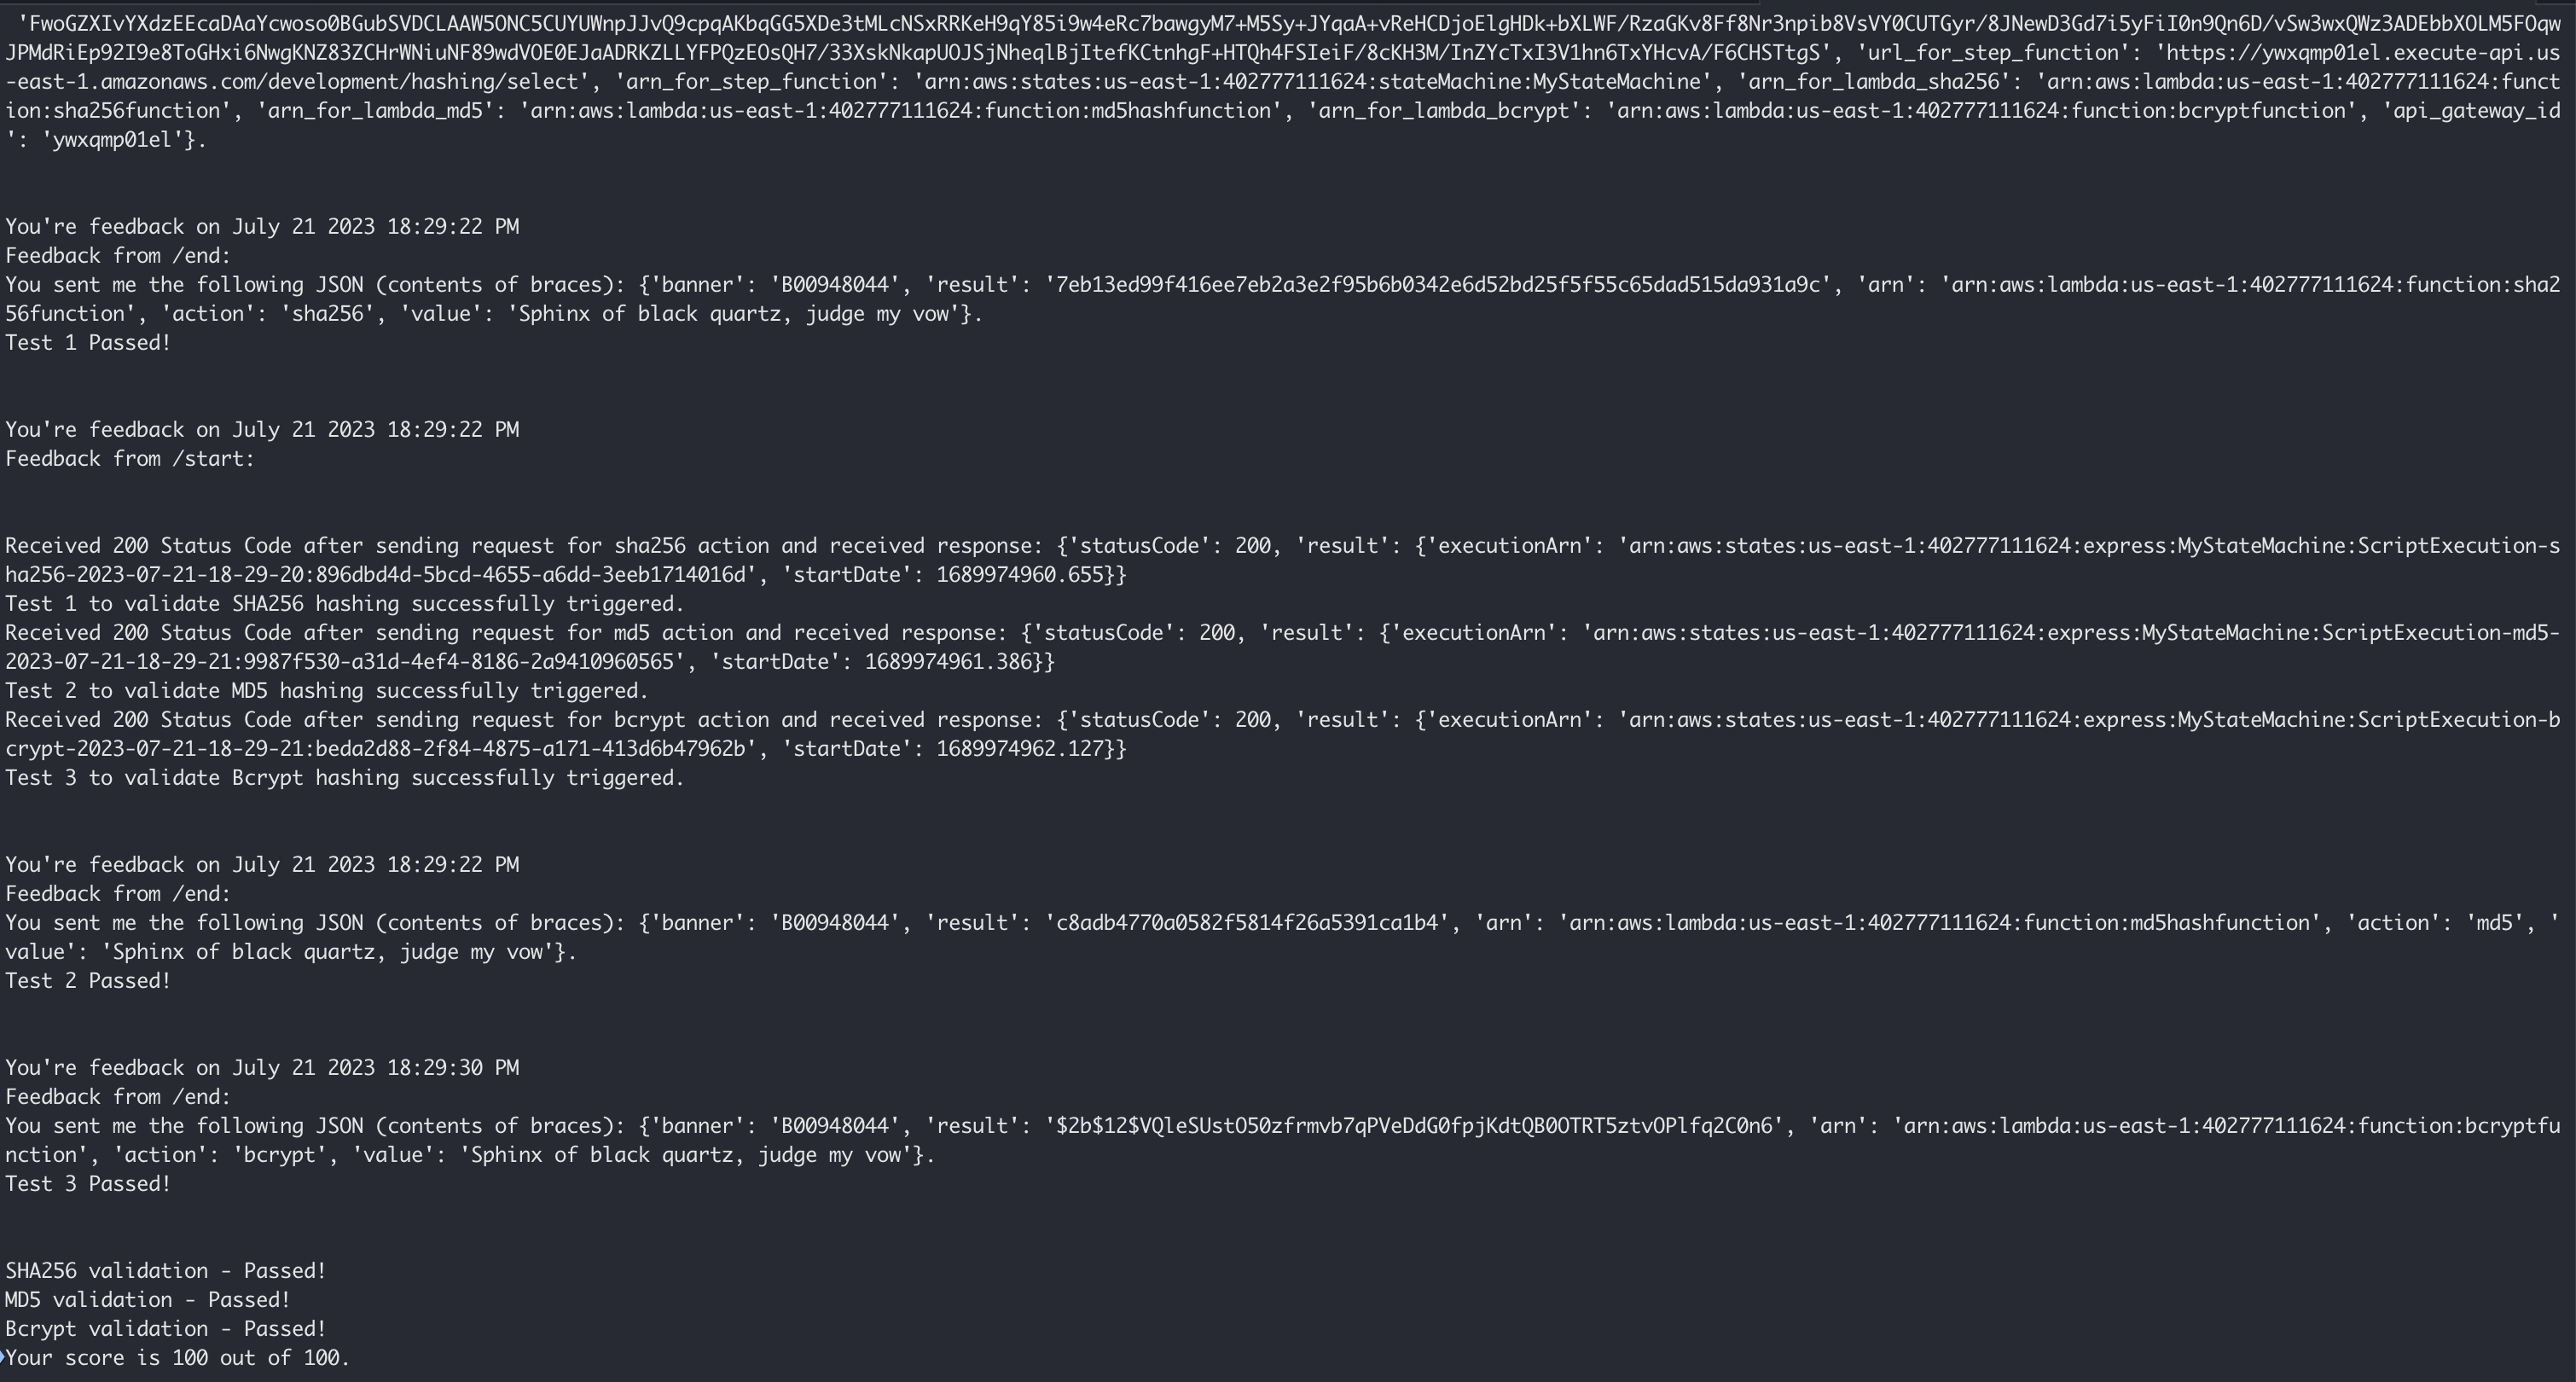 'FwoGZXIvYXdzEEcaDAaYcwoso0BGubSVDCLAAW5ONC5CUYUWnpJJvQ9cpqAKbqGG5XDe3tMLcNSxRRKeH9qY85i9w4eRc7bawgyM7+M5Sy+JYqaA+vReHCDjoElgHDk+bXLWF/RzaGKv8Ff8Nr3npib8VsVY0CUTGyr/8JNewD3Gd7i5yFiI0n9Qn6D/vSw3wxQWz3ADEbbXOLM5FOqw
JPMdRiEp92I9e8ToGHxi6NwgKNZ83ZCHrWNiuNF89wdVOE0EJaADRKZLLYFPQzEOsQH7/33XskNkapUOJSjNheqlBjItefKCtnhgF+HTQh4FSIeiF/8cKH3M/InZYcTxI3V1hn6TxYHcvA/F6CHSTtgS', 'url_for_step_function': 'https://ywxqmp01el.execute-api.us
-east-1.amazonaws.com/development/hashing/select', 'arn_for_step_function': 'arn:aws:states:us-east-1:402777111624:stateMachine:MyStateMachine', 'arn_for_lambda_sha256': 'arn:aws:lambda:us-east-1:402777111624:funct
ion:sha256function', 'arn_for_lambda_md5': 'arn:aws:lambda:us-east-1:402777111624:function:md5hashfunction', 'arn_for_lambda_bcrypt': 'arn:aws:lambda:us-east-1:402777111624:function:bcryptfunction', 'api_gateway_id
': 'ywxqmp01el'}.
You're feedback on July 21 2023 18:29:22 PM
Feedback from /end:
You sent me the following JSON (contents of braces): {'banner': 'B00948044', 'result': '7eb13ed99f416ee7eb2a3e2f95b6b0342e6d52bd25f5f55c65dad515da931a9c', 'arn': 'arn:aws:lambda:us-east-1:402777111624:function:sha2
56function', 'action': 'sha256', 'value': 'Sphinx of black quartz, judge my vow'}.
Test 1 Passed!
You're feedback on July 21 2023 18:29:22 PM
Feedback from /start:
Received 200 Status Code after sending request for sha256 action and received response: {'statusCode': 200, 'result': {'executionArn': 'arn:aws:states:us-east-1:402777111624:express:MyStateMachine:ScriptExecution-s
ha256-2023-07-21-18-29-20:896dbd4d-5bcd-4655-a6dd-3eeb1714016d', 'startDate': 1689974960.655}}
Test 1 to validate SHA256 hashing successfully triggered.
Received 200 Status Code after sending request for md5 action and received response: {'statusCode': 200, 'result': {'executionArn': 'arn:aws:states:us-east-1:402777111624:express:MyStateMachine:ScriptExecution-md5-
2023-07-21-18-29-21:9987f530-a31d-4ef4-8186-2a9410960565', 'startDate': 1689974961.386}}
Test 2 to validate MD5 hashing successfully triggered.
Received 200 Status Code after sending request for bcrypt action and received response: {'statusCode': 200, 'result': {'executionArn': 'arn:aws:states:us-east-1:402777111624:express:MyStateMachine:ScriptExecution-b
crypt-2023-07-21-18-29-21:beda2d88-2f84-4875-a171-413d6b47962b', 'startDate': 1689974962.127}}
Test 3 to validate Bcrypt hashing successfully triggered.
You're feedback on July 21 2023 18:29:22 PM
Feedback from /end:
You sent me the following JSON (contents of braces): {'banner': 'B00948044', 'result': 'c8adb4770a0582f5814f26a5391ca1b4', 'arn': 'arn:aws:lambda:us-east-1:402777111624:function:md5hashfunction', 'action': 'md5', '
value': 'Sphinx of black quartz, judge my vow'}.
Test 2 Passed!
You're feedback on July 21 2023 18:29:30 PM
Feedback from /end:
You sent me the following JSON (contents of braces): {'banner': 'B00948044', 'result': '$2b$12$VQleSUstO50zfrmvb7qPVeDdG0fpjKdtQB0OTRT5ztvOPlfq2C0n6', 'arn': 'arn:aws:lambda:us-east-1:402777111624:function:bcryptfu
nction', 'action': 'bcrypt', 'value': 'Sphinx of black quartz, judge my vow'}.
Test 3 Passed!
SHA256 validation - Passed!
MD5 validation - Passed!
Bcrypt validation - Passed!
Your score is 100 out of 100.